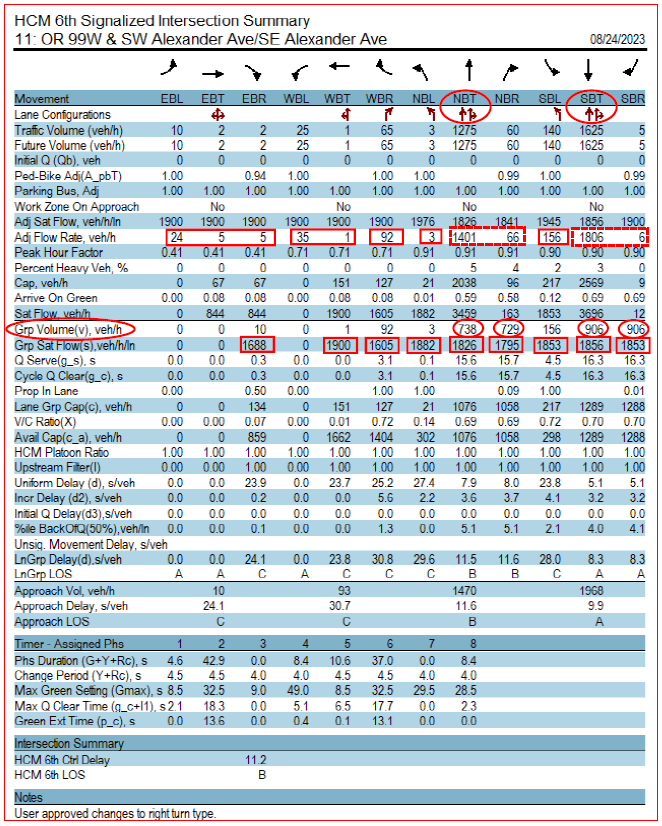 HCM 6th Signalized Intersection Summary
11: OR 99W & SW Alexander Ave/SE Alexander Ave 08/24/2023
Movement EBL EBT EBR WBL WBT WBR NBL NBT NBR SBL SBT SBR
Lane Configurations
Traffic Volume (veh/h) 10 2 2 25 1 65 3 1275 60 140 1625 5
Future Volume (veh/h) 10 2 2 25 1 65 3 1275 60 140 1625 5
Initial Q (Qb), veh 0 0 0 0 0 0 0 0 0 0 0 0
Ped-Bike Adj(A_pbT) 1.00 0.94 1.00 1.00 1.00 0.99 1.00 0.99
Parking Bus, Adj 1.00 1.00 1.00 1.00 1.00 1.00 1.00 1.00 1.00 1.00 1.00 1.00
Work Zone On Approach No No No No
Adj Sat Flow, veh/h/ln 1900 1900 1900 1900 1900 1900 1976 1826 1841 1945 1856 1900
Adj Flow Rate, veh/h 24 5 5 35 1 92 3 1401 66 156 1806 6
Peak Hour Factor 0.41 0.41 0.41 0.71 0.71 0.71 0.91 0.91 0.91 0.90 0.90 0.90
Percent Heavy Veh, % 0 0 0 0 0 0 0 5 4 2 3 0
Cap, veh/h 0 67 67 0 151 127 21 2038 96 217 2569 9
Arrive On Green 0.00 0.08 0.08 0.00 0.08 0.08 0.01 0.59 0.58 0.12 0.69 0.69
Sat Flow, veh/h 0 844 844 0 1900 1605 1882 3459 163 1853 3696 12
Grp Volume(v), veh/h 0 0 10 0 1 92 3 738 729 156 906 906
Grp Sat Flow(s),veh/h/ln 0 0 1688 0 1900 1605 1882 1826 1795 1853 1856 1853
Q Serve(g_s), s 0.0 0.0 0.3 0.0 0.0 3.1 0.1 15.6 15.7 4.5 16.3 16.3
Cycle Q Clear(g_c), s 0.0 0.0 0.3 0.0 0.0 3.1 0.1 15.6 15.7 4.5 16.3 16.3
Prop In Lane 0.00 0.50 0.00 1.00 1.00 0.09 1.00 0.01
Lane Grp Cap(c), veh/h 0 0 134 0 151 127 21 1076 1058 217 1289 1288
V/C Ratio(X) 0.00 0.00 0.07 0.00 0.01 0.72 0.14 0.69 0.69 0.72 0.70 0.70
Avail Cap(c_a), veh/h 0 0 859 0 1662 1404 302 1076 1058 298 1289 1288
HCM Platoon Ratio 1.00 1.00 1.00 1.00 1.00 1.00 1.00 1.00 1.00 1.00 1.00 1.00
Upstream Filter(I) 0.00 0.00 1.00 0.00 1.00 1.00 1.00 1.00 1.00 1.00 1.00 1.00
Uniform Delay (d), s/veh 0.0 0.0 23.9 0.0 23.7 25.2 27.4 7.9 8.0 23.8 5.1 5.1
Incr Delay (d2), s/veh 0.0 0.0 0.2 0.0 0.0 5.6 2.2 3.6 3.7 4.1 3.2 3.2
Initial Q Delay(d3),s/veh 0.0 0.0 0.0 0.0 0.0 0.0 0.0 0.0 0.0 0.0 0.0 0.0
%ile BackOfQ(50%),veh/ln 0.0 0.0 0.1 0.0 0.0 1.3 0.0 5.1 5.1 2.1 4.0 4.1
Unsig. Movement Delay, s/veh
LnGrp Delay(d),s/veh 0.0 0.0 24.1 0.0 23.8 30.8 29.6 11.5 11.6 28.0 8.3 8.3
LnGrp LOS A A C A C C C B B C A A
Approach Vol, veh/h 10 93 1470 1968
Approach Delay, s/veh 24.1 30.7 11.6 9.9
Approach LOS C C B A
Timer - Assigned Phs 1 2 3 4 5 6 7 8
Phs Duration (G+Y+Rc), s 4.6 42.9 0.0 8.4 10.6 37.0 0.0 8.4
Change Period (Y+Rc), s 4.5 4.5 4.0 4.0 4.5 4.5 4.0 4.0
Max Green Setting (Gmax), s 8.5 32.5 9.0 49.0 8.5 32.5 29.5 28.5
Max Q Clear Time (g_c+I1), s 2.1 18.3 0.0 5.1 6.5 17.7 0.0 2.3
Green Ext Time (p_c), s 0.0 13.6 0.0 0.4 0.1 13.1 0.0 0.0
Intersection Summary
HCM 6th Ctrl Delay 11.2
HCM 6th LOS B
Notes
User approved changes to right turn type.